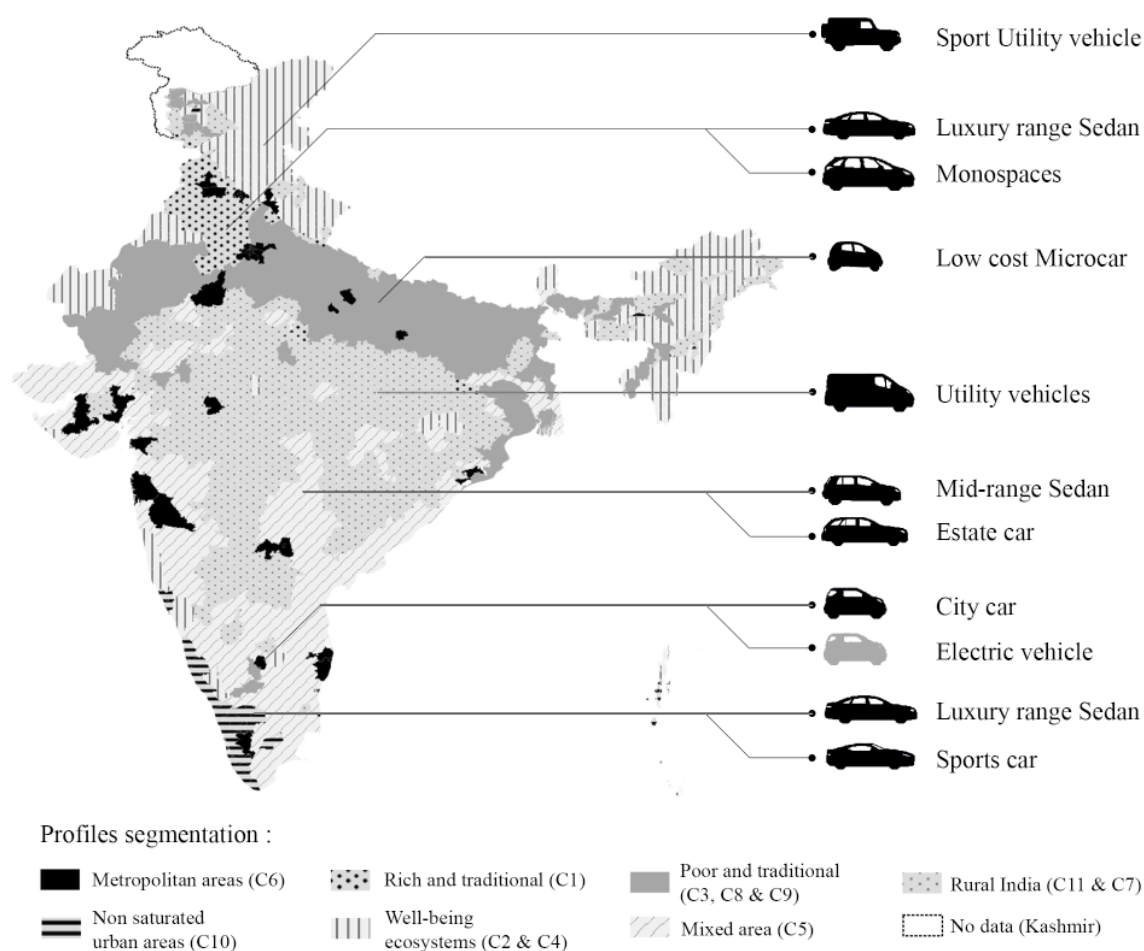 Sport Utility vehicle
Luxury range Sedan
Monospaces
Low cost Microcar
Utility vehicles
Mid-range Sedan
Estate car
City car
Electric vehicle
Luxury range Sedan
Sports car
Profiles segmentation :
Metropolitan areas (C6)
Rich and traditional (C1)
Poor and traditional
(C3, C8 & C9)
Rural India (C11 & C7)
Non saturated
urban areas (C10)
Well-being
ecosystems (C2 & C4)
Mixed area (C5)
No data (Kashmir)